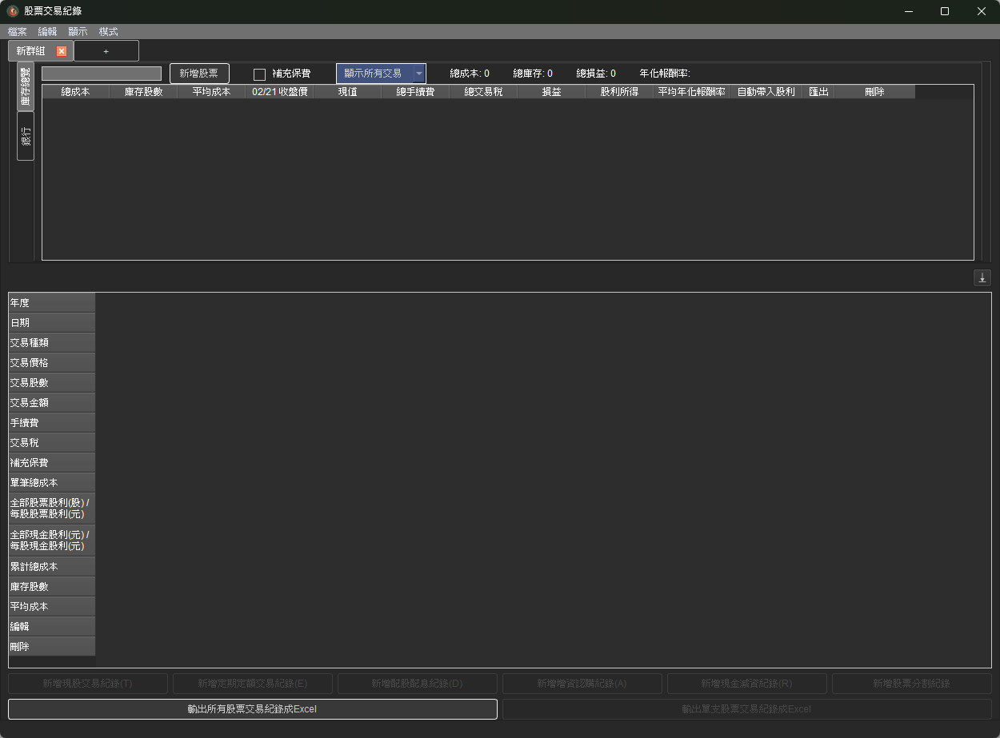 股票交易紀錄
檔案 編輯 顯示 模式
新群組 +
庫存總覽
銀行
新增股票 補充保費 顯示所有交易 總成本: 0 總庫存: 0 總損益: 0 年化報酬率:
總成本 庫存股數 平均成本 02/21 收盤價 現值 總手續費 總交易稅 損益 股利所得 平均年化報酬率 自動帶入股利 匯出 刪除
年度
日期
交易種類
交易價格
交易股數
交易金額
手續費
交易稅
補充保費
單筆總成本
全部股票股利(股) /
每股股票股利(元)
全部現金股利(元) /
每股現金股利(元)
累計總成本
庫存股數
平均成本
編輯
刪除
新增現股交易紀錄(T) 新增定期定額交易紀錄(E) 新增配股配息紀錄(D) 新增增資認購紀錄(A) 新增現金減資紀錄(R) 新增股票分割紀錄
輸出所有股票交易紀錄成Excel 輸出單支股票交易紀錄成Excel